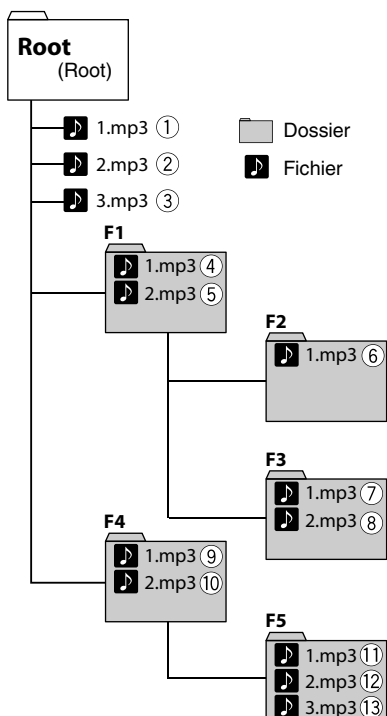 Root
(Root)
1.mp3 ①
2.mp3 ②
3.mp3 ③
Dossier
Fichier
F1
1.mp3 ④
2.mp3 ⑤
F2
1.mp3 ⑥
F3
1.mp3 ⑦
2.mp3 ⑧
F4
1.mp3 ⑨
2.mp3 ⑩
F5
1.mp3 ⑪
2.mp3 ⑫
3.mp3 ⑬